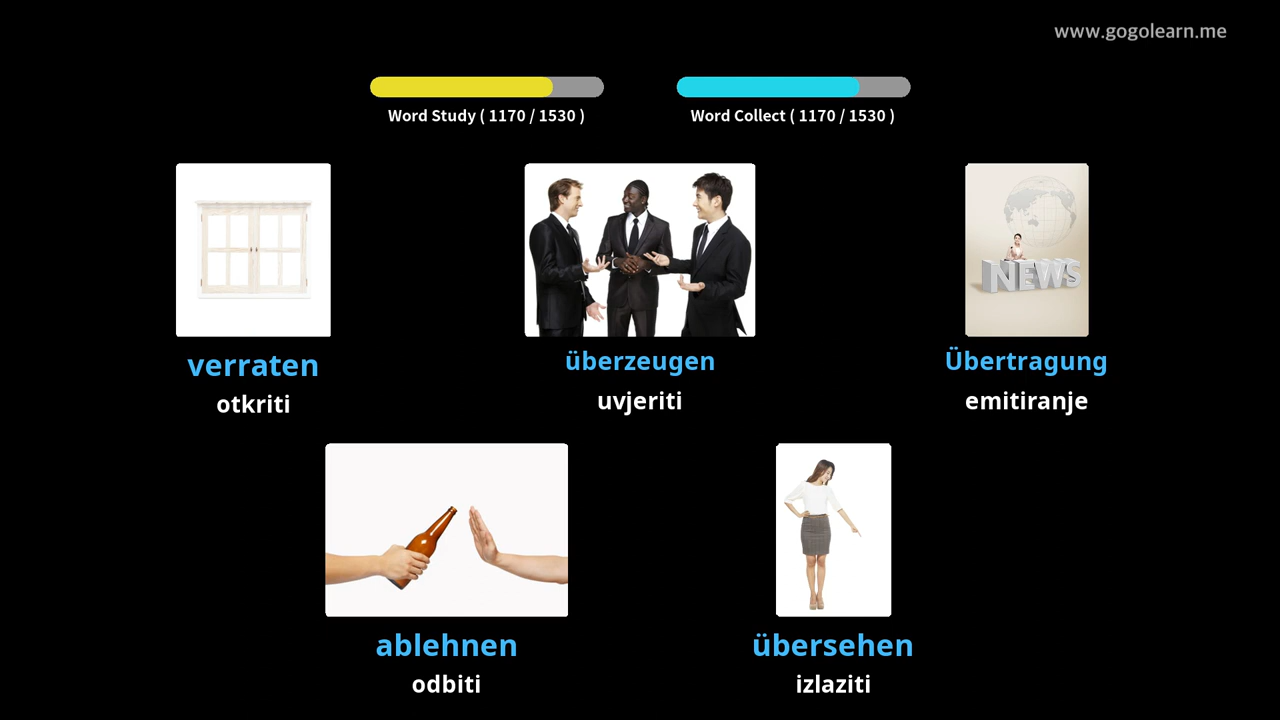 www.gogolearn.me
Word Study ( 1170 / 1530 )
Word Collect ( 1170 / 1530 )
NEWS
verraten
otkriti
überzeugen
uvjeriti
Übertragung
emitiranje
ablehnen
odbiti
übersehen
izlaziti